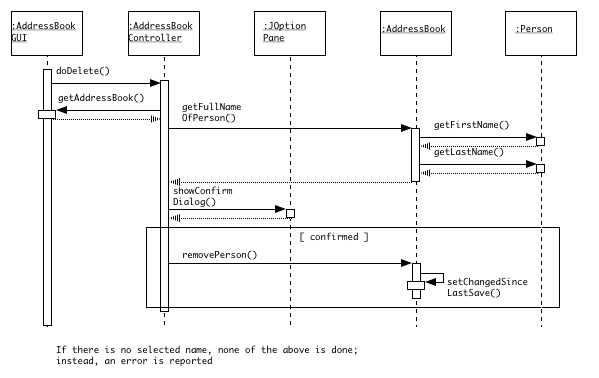 :AddressBook
GUI
:AddressBook
Controller
:JOption
Pane
:AddressBook
:Person
doDelete()
getAddressBook()
getFullName
OfPerson()
getFirstName()
getLastName()
showConfirm
Dialog()
[ confirmed ]
removePerson()
setChangedSince
LastSave()
If there is no selected name, none of the above is done;
instead, an error is reported